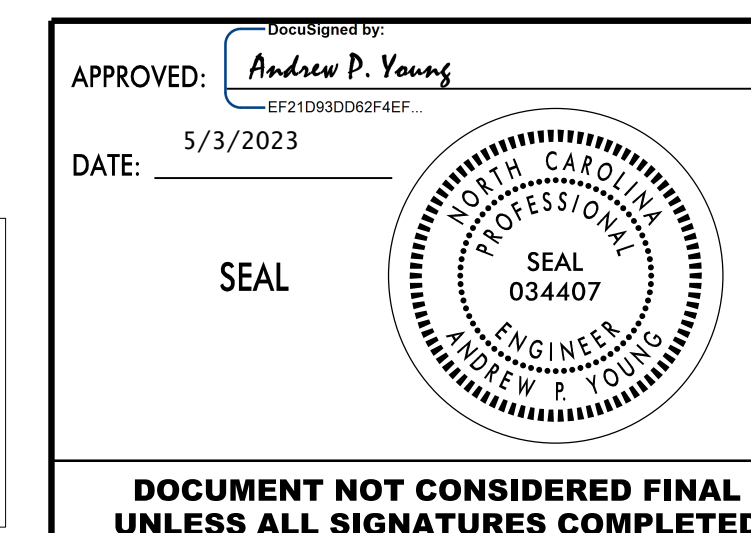 DocuSigned by:
APPROVED: Andrew P. Young
EF21D93DD62F4EF...
DATE: 5/3/2023
SEAL
NORTH CAROLINA
PROFESSIONAL
SEAL
034407
ENGINEER
ANDREW P. YOUNG
DOCUMENT NOT CONSIDERED FINAL
UNLESS ALL SIGNATURES COMPLETED